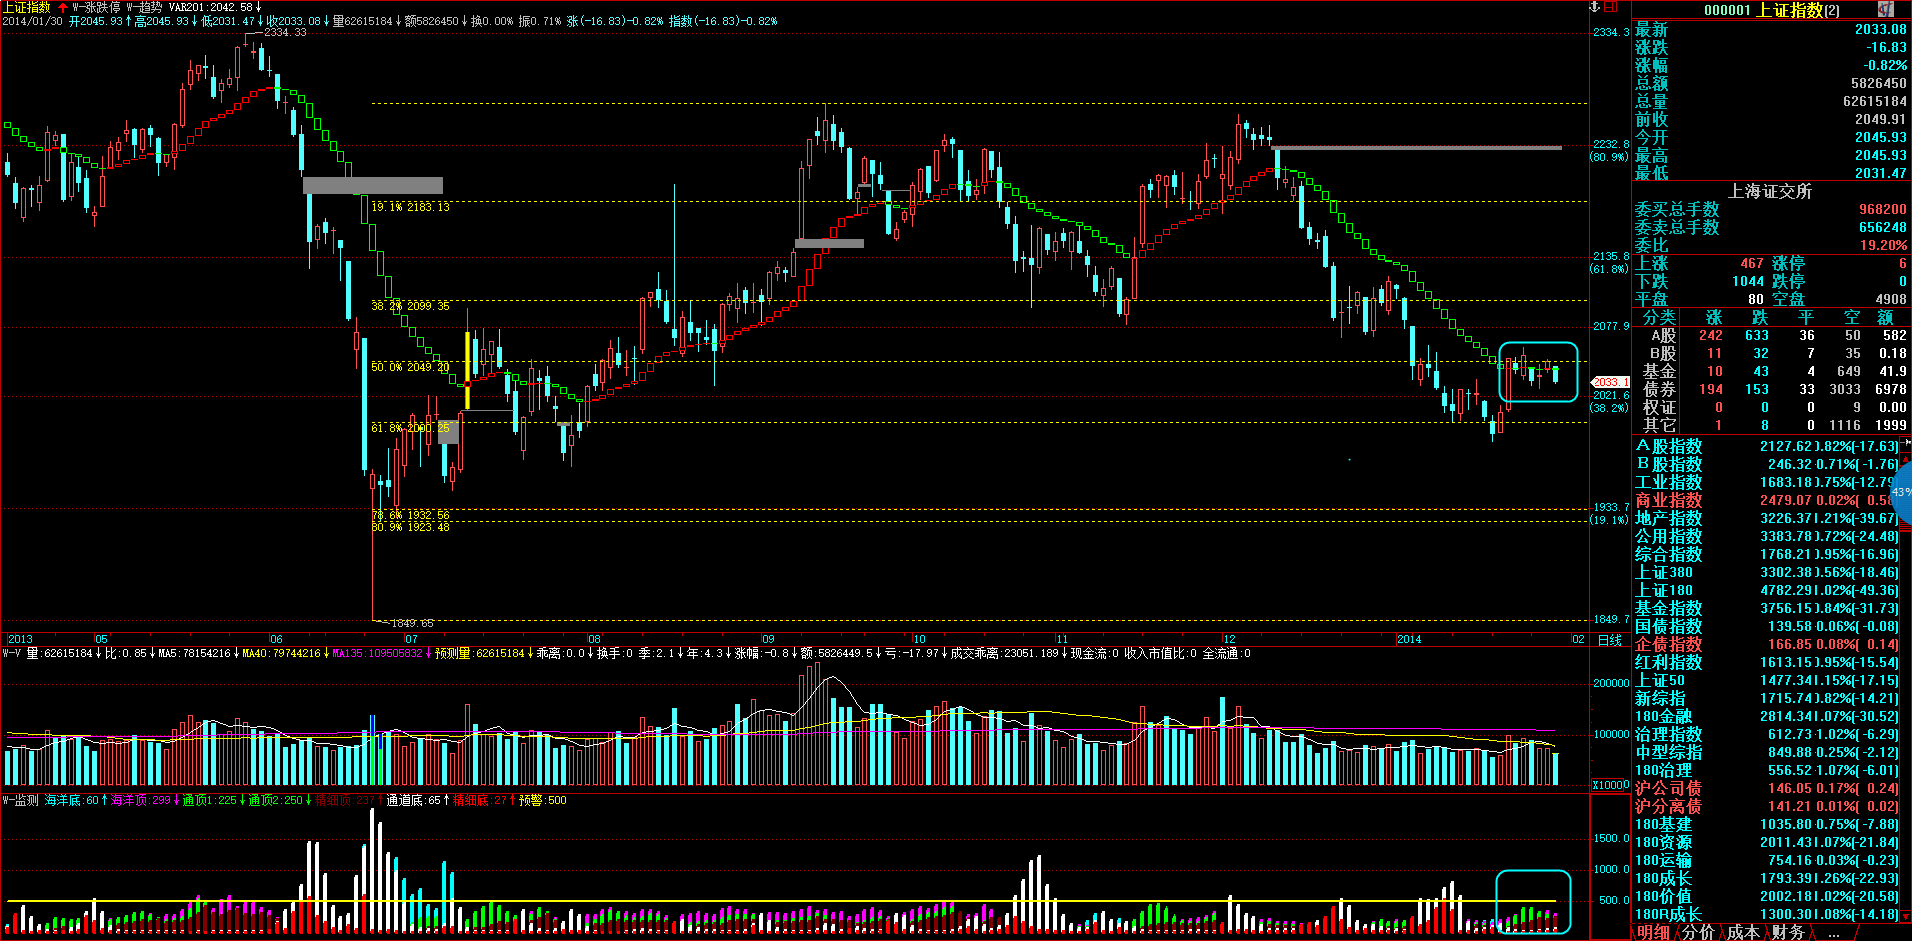 上证指数 ↑ W-涨跌停 W-趋势 VAR201:2042.58↓
2014/01/30 开2045.93↑高2045.93↓低2031.47↓收2033.08↓量62615184↓额5826450↓换0.00% 振0.71% 涨(-16.83)-0.82% 指数(-16.83)-0.82%
2334.33
19.1% 2183.13
38.2% 2099.35
50.0% 2049.20
61.8% 2000.25
78.6% 1932.56
80.9% 1923.48
1849.65
2334.3
2232.8
(80.9%)
2135.8
(61.8%)
2077.9
2033.1
2021.6
(38.2%)
1933.7
(19.1%)
1849.7
2013 05 06 07 08 09 10 11 12 2014 02 日线
W-V 量:62615184↓比:0.85↓MA5:78154216↓MA40:79744216↓MA135:109505832↓预测量:62615184↓乖离:0.0↓换手:0 季:2.1↓年:4.3↓涨幅:-0.8↓额:5826449.5↓亏:-17.97↓成交乖离:23051.189↓现金流:0 收入市值比:0 全流通:0
200000
100000
X10000
W-监测 海洋底:60↑海洋顶:299↓通顶1:225↓通顶2:250↓精细顶:237↑通道底:65↑精细底:27↑预警:500
1500.0
1000.0
500.0
000001 上证指数(2)
最新 2033.08
涨跌 -16.83
涨幅 -0.82%
总额 5826450
总量 62615184
前收 2049.91
今开 2045.93
最高 2045.93
最低 2031.47
上海证交所
委买总手数 968200
委卖总手数 656248
委比 19.20%
上涨 467 涨停 6
下跌 1044 跌停 0
平盘 80 空盘 4908
分类 涨 跌 平 空 额
A股 242 633 36 50 582
B股 11 32 7 35 0.18
基金 10 43 4 649 41.9
债券 194 153 33 3033 6978
权证 0 0 0 9 0.00
其它 1 8 0 1116 1999
A股指数 2127.62 0.82%(-17.63)
B股指数 246.32 0.71%( -1.76)
工业指数 1683.18 0.75%(-12.79
商业指数 2479.07 0.02%( 0.5
地产指数 3226.37 1.21%(-39.67)
公用指数 3383.78 0.72%(-24.48)
综合指数 1768.21 0.95%(-16.96)
上证380 3302.38 0.56%(-18.46)
上证180 4782.29 1.02%(-49.36)
基金指数 3756.15 0.84%(-31.73)
国债指数 139.58 0.06%( -0.08)
企债指数 166.85 0.08%( 0.14)
红利指数 1613.15 0.95%(-15.54)
上证50 1477.34 1.15%(-17.15)
新综指 1715.74 0.82%(-14.21)
180金融 2814.34 1.07%(-30.52)
治理指数 612.73 1.02%( -6.29)
中型综指 849.88 0.25%( -2.12)
180治理 556.52 1.07%( -6.01)
沪公司债 146.05 0.17%( 0.24)
沪分离债 141.21 0.01%( 0.02)
180基建 1035.80 0.75%( -7.88)
180资源 2011.43 1.07%(-21.84)
180运输 754.16 0.03%( -0.23)
180成长 1793.39 1.26%(-22.93)
180价值 2002.18 1.02%(-20.58)
180R成长 1300.30 1.08%(-14.18)
43%
明细 分价 成本 财务 ...